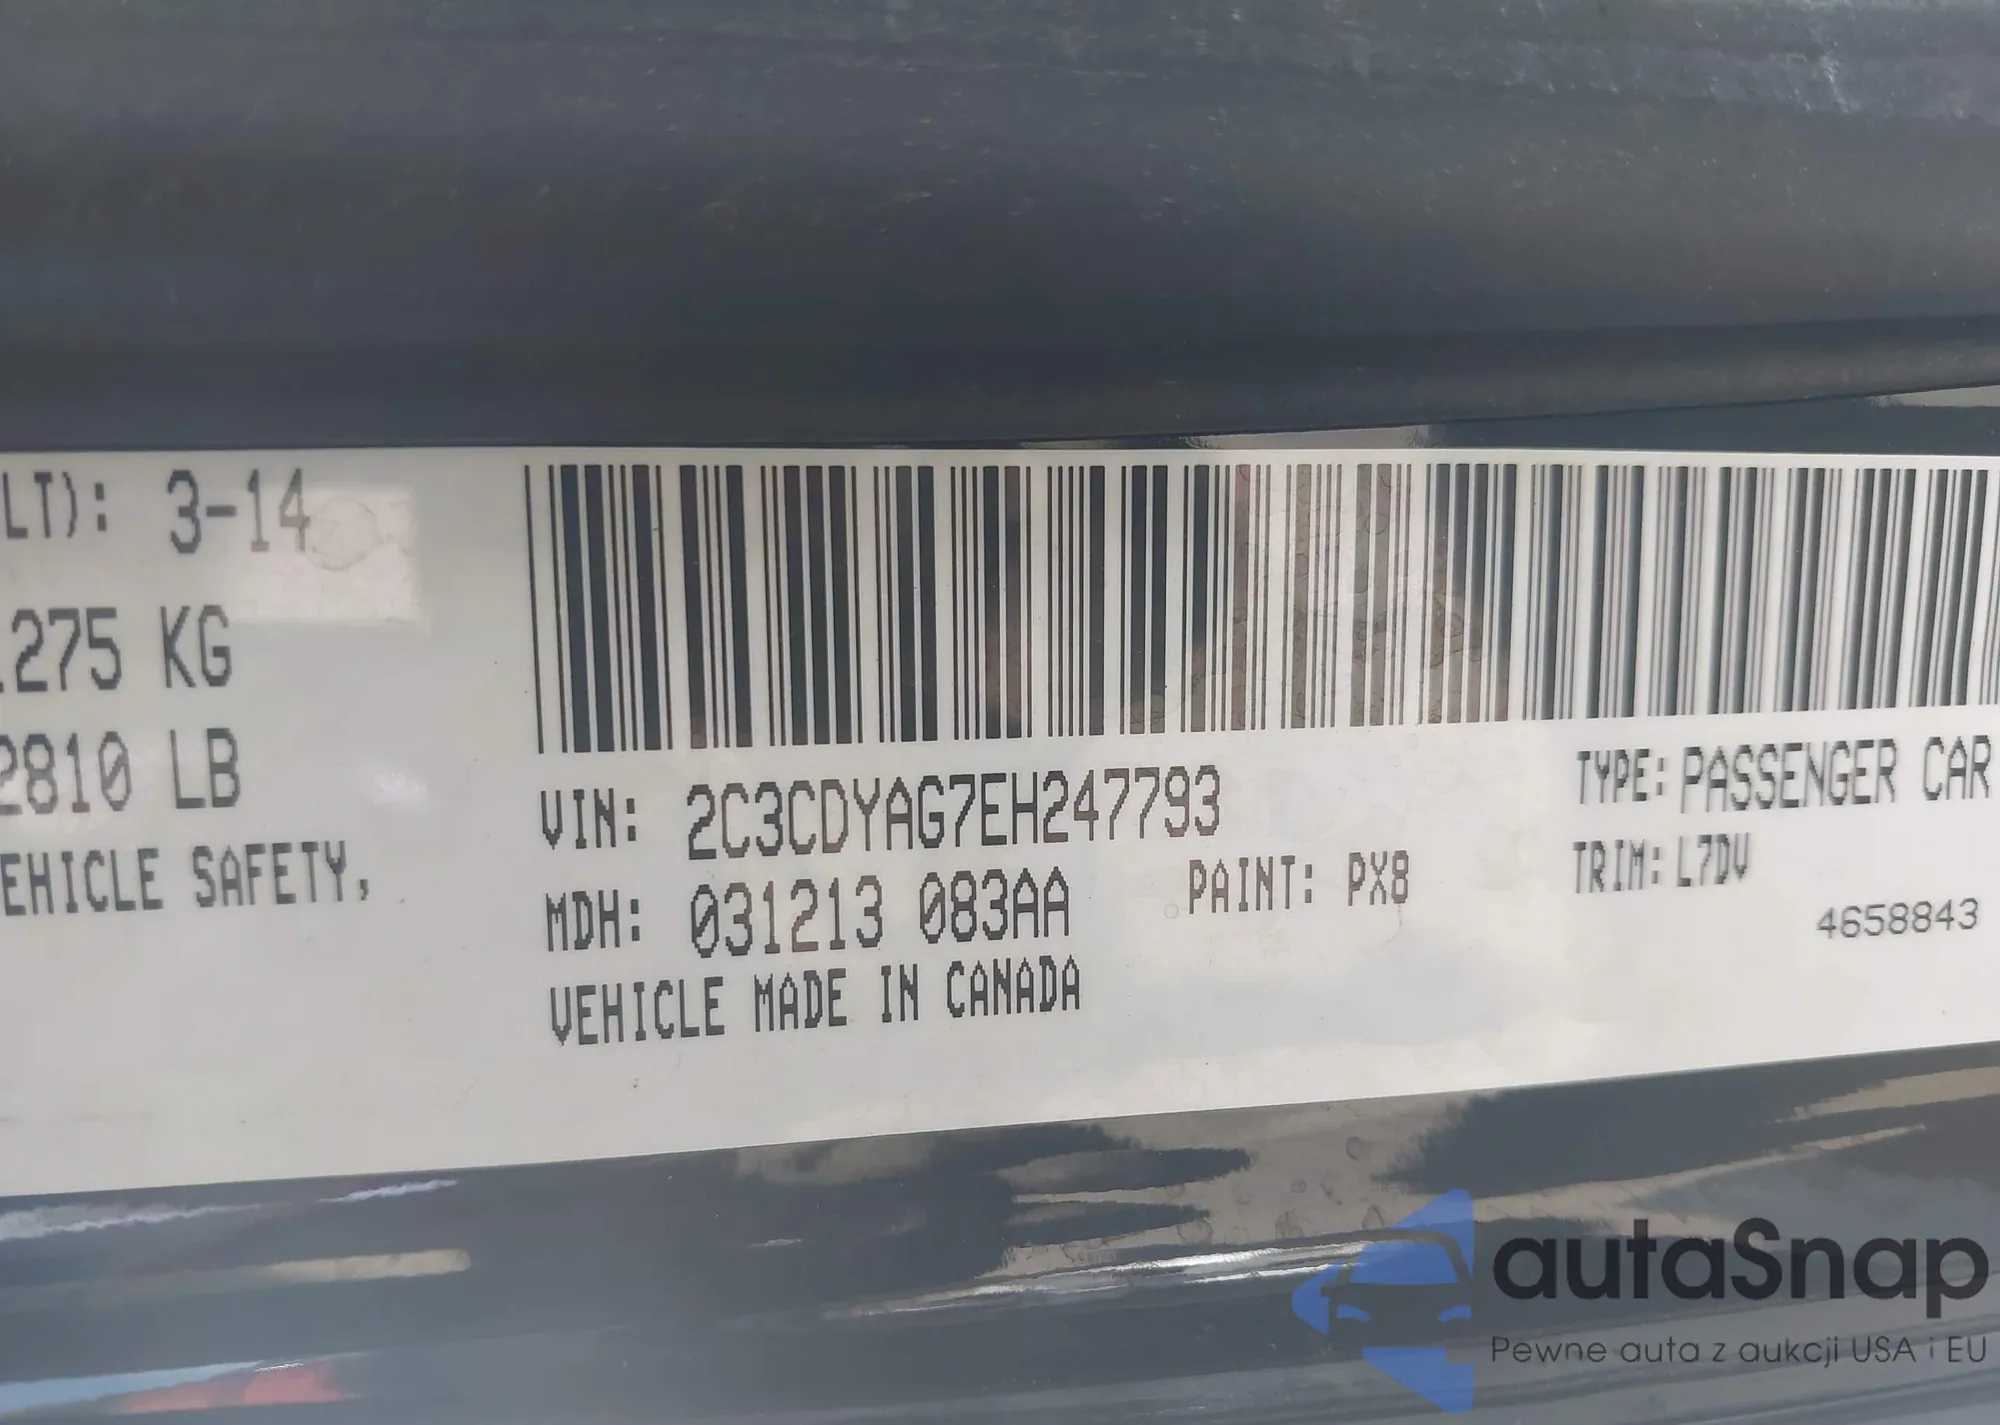 LT): 3-14
275 KG
2810 LB
EHICLE SAFETY,
VIN: 2C3CDYAG7EH247793
MDH: 031213 083AA
PAINT: PX8
VEHICLE MADE IN CANADA
TYPE: PASSENGER CAR
TRIM: L7DV
4658843
autaSnap
Pewne auta z aukcji USA i EU